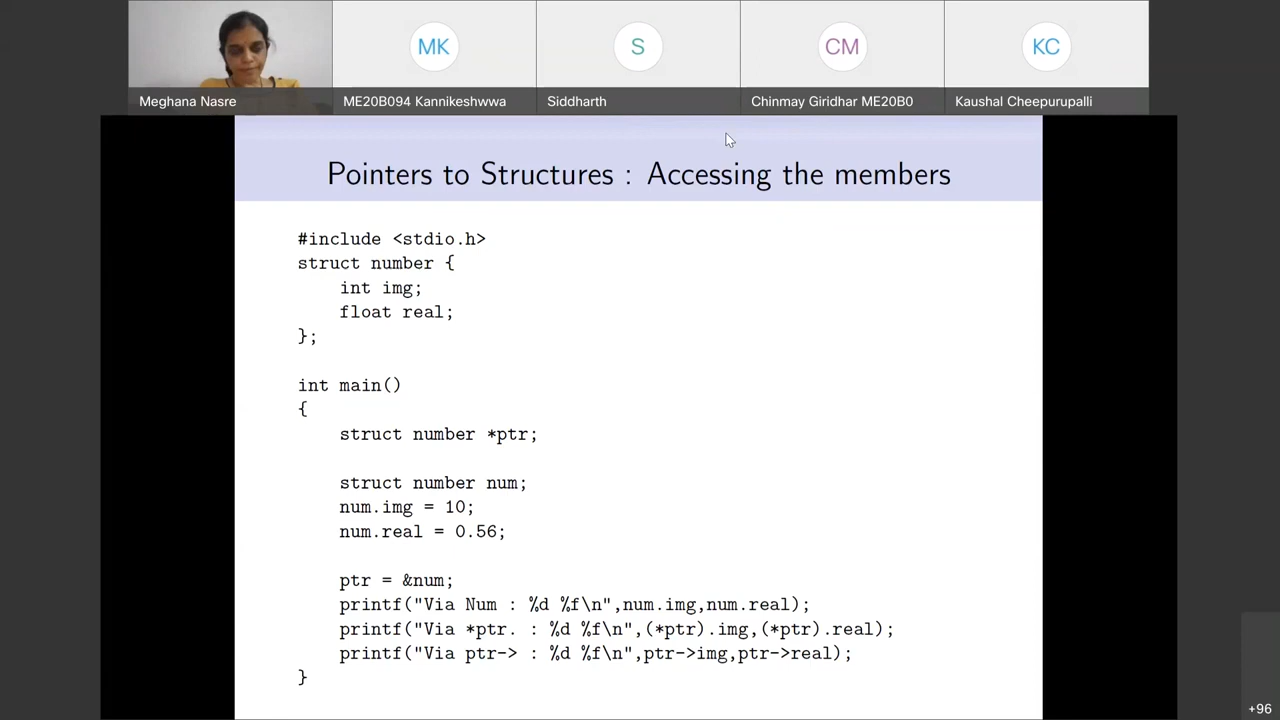 MK
S
CM
KC
Meghana Nasre
ME20B094 Kannikeshwwa
Siddharth
Chinmay Giridhar ME20B0
Kaushal Cheepurupalli
Pointers to Structures : Accessing the members
#include <stdio.h>
struct number {
    int img;
    float real;
};
int main()
{
    struct number *ptr;
    struct number num;
    num.img = 10;
    num.real = 0.56;
    ptr = &num;
    printf("Via Num : %d %f\n",num.img,num.real);
    printf("Via *ptr. : %d %f\n",(*ptr).img,(*ptr).real);
    printf("Via ptr-> : %d %f\n",ptr->img,ptr->real);
}
+96